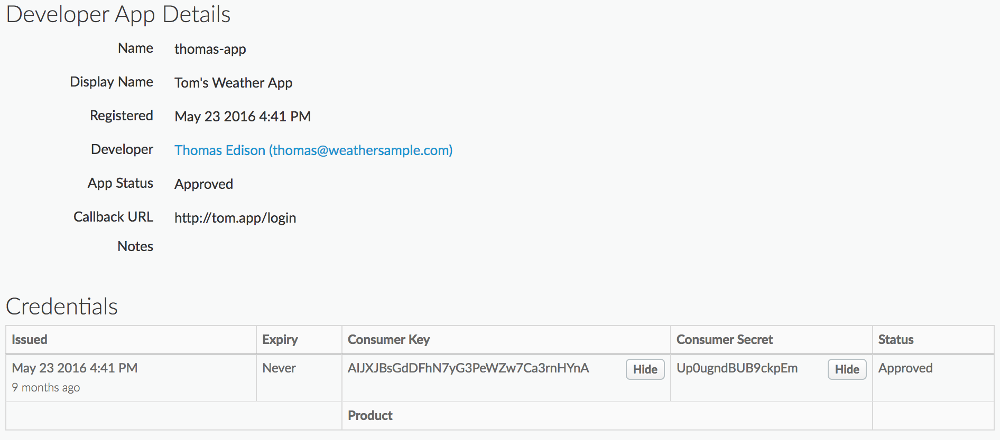 Developer App Details
Name thomas-app
Display Name Tom's Weather App
Registered May 23 2016 4:41 PM
Developer Thomas Edison (thomas@weathersample.com)
App Status Approved
Callback URL http://tom.app/login
Notes
Credentials
Issued Expiry Consumer Key Consumer Secret Status
May 23 2016 4:41 PM Never AIJXJBsGdDFhN7yG3PeWZw7Ca3rnHYnA Hide Up0ugndBUB9ckpEm Hide Approved
9 months ago
Product